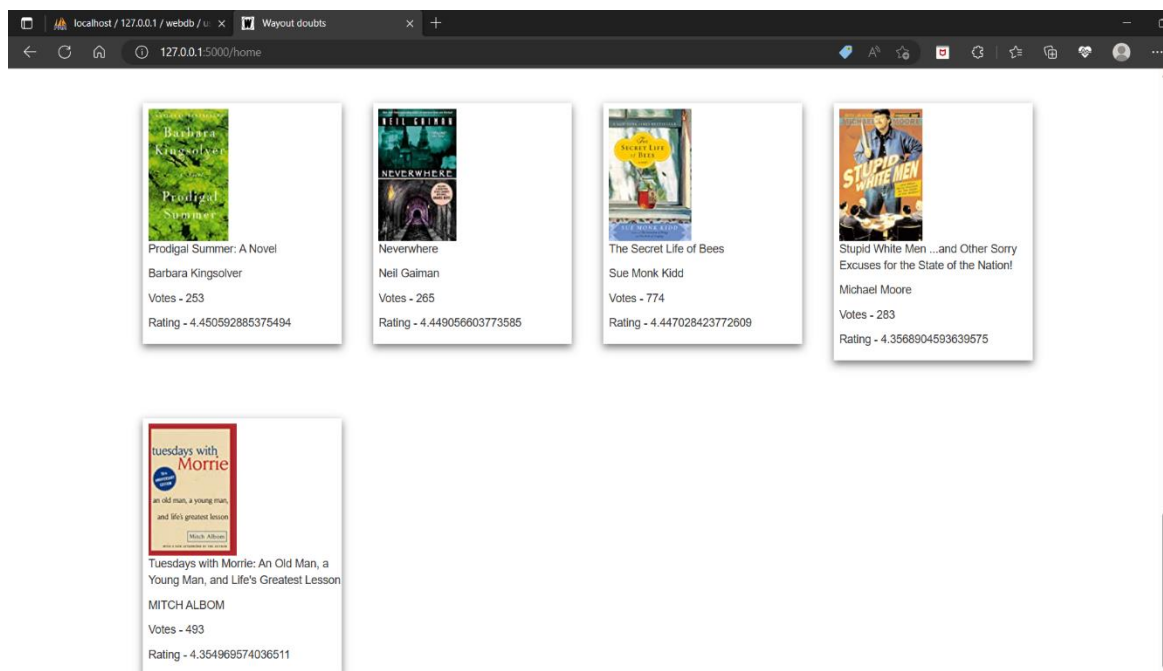 localhost / 127.0.0.1 / webdb / u
Wayout doubts
127.0.0.1:5000/home
Barbara
Kingsolver
Prodigal
Summer
Prodigal Summer: A Novel
Barbara Kingsolver
Votes - 253
Rating - 4.450592885375494
NEIL GAIMAN
NEVERWHERE
Neverwhere
Neil Gaiman
Votes - 265
Rating - 4.449056603773585
The
SECRET LIFE
of BEES
SUE MONK KIDD
The Secret Life of Bees
Sue Monk Kidd
Votes - 774
Rating - 4.447028423772609
STUPID
WHITE MEN
Stupid White Men ...and Other Sorry
Excuses for the State of the Nation!
Michael Moore
Votes - 283
Rating - 4.3568904593639575
tuesdays with
Morrie
an old man, a young man,
and life's greatest lesson
Mitch Albom
Tuesdays with Morrie: An Old Man, a
Young Man, and Life's Greatest Lesson
MITCH ALBOM
Votes - 493
Rating - 4.354969574036511